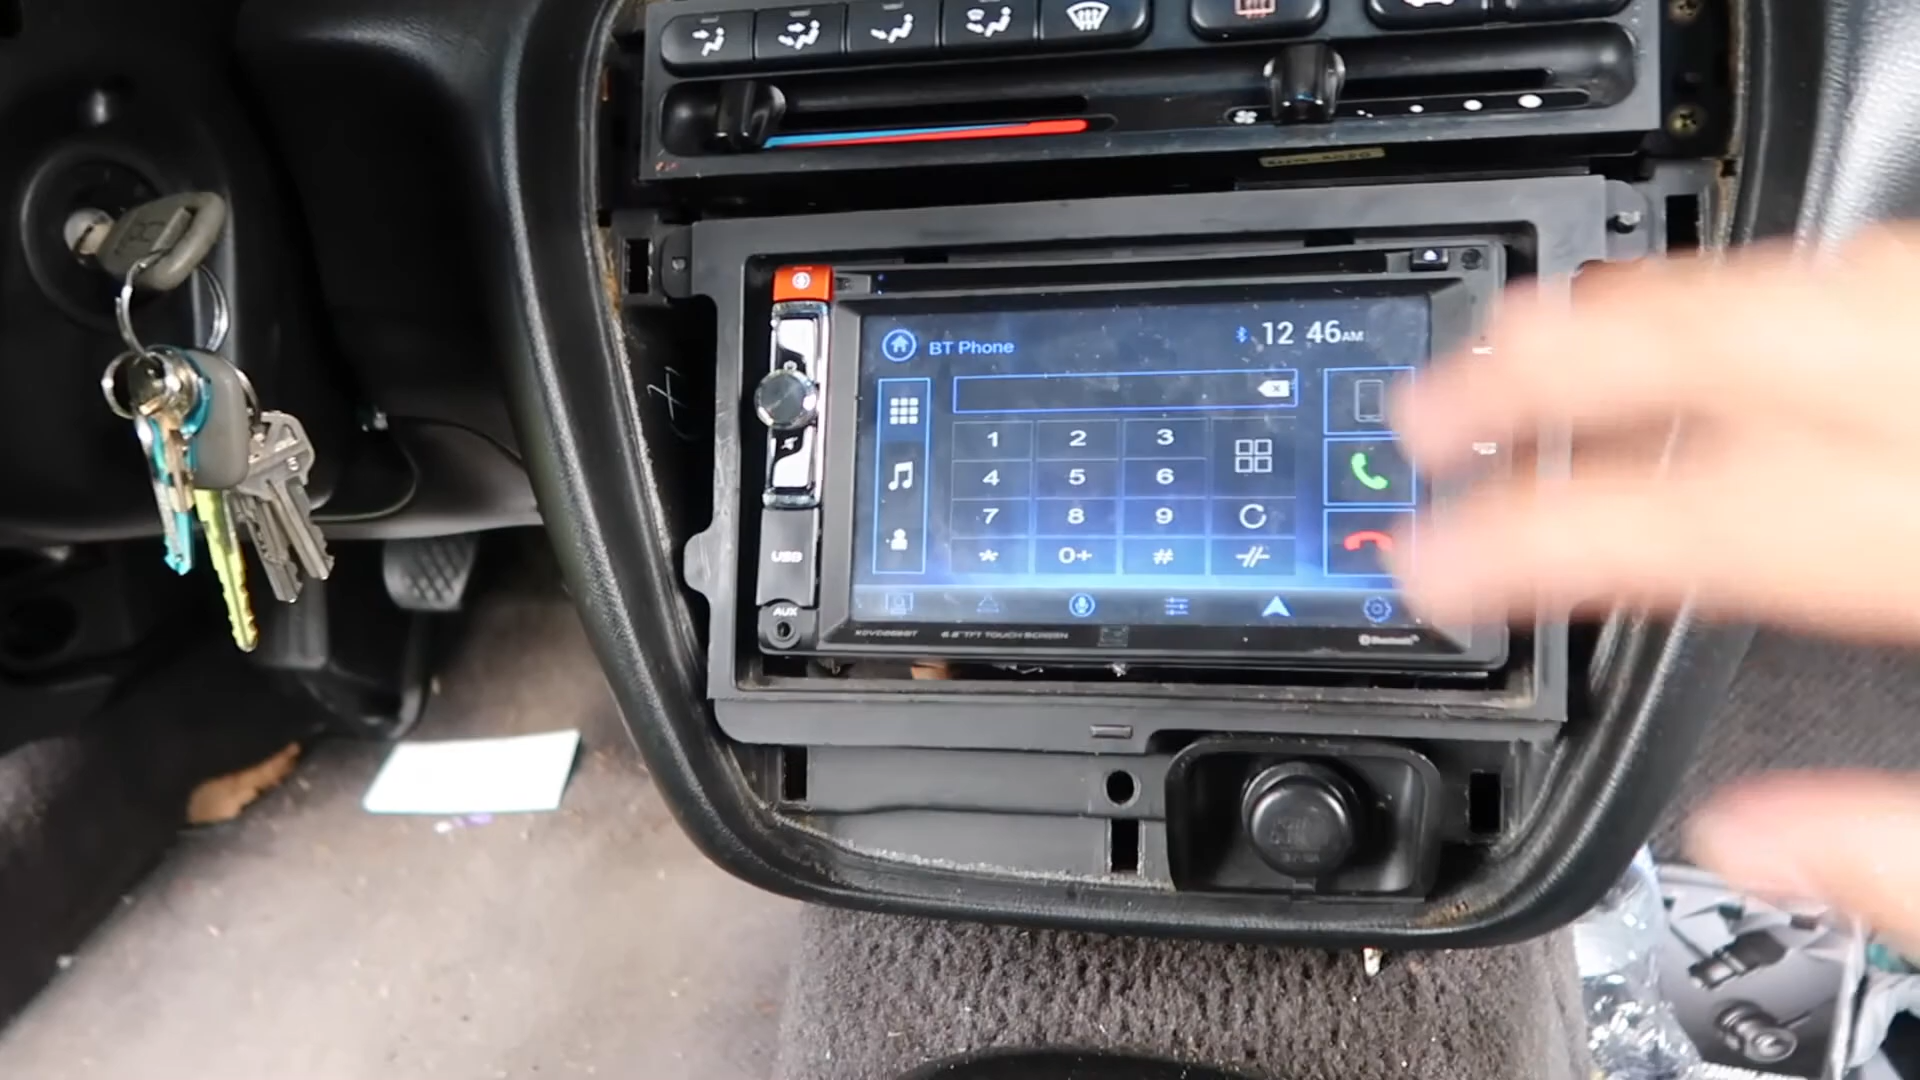 BT Phone
12 46AM
1 2 3
4 5 6
7 8 9
* 0+ #
USB
AUX
6.2" TFT TOUCH SCREEN
Bluetooth